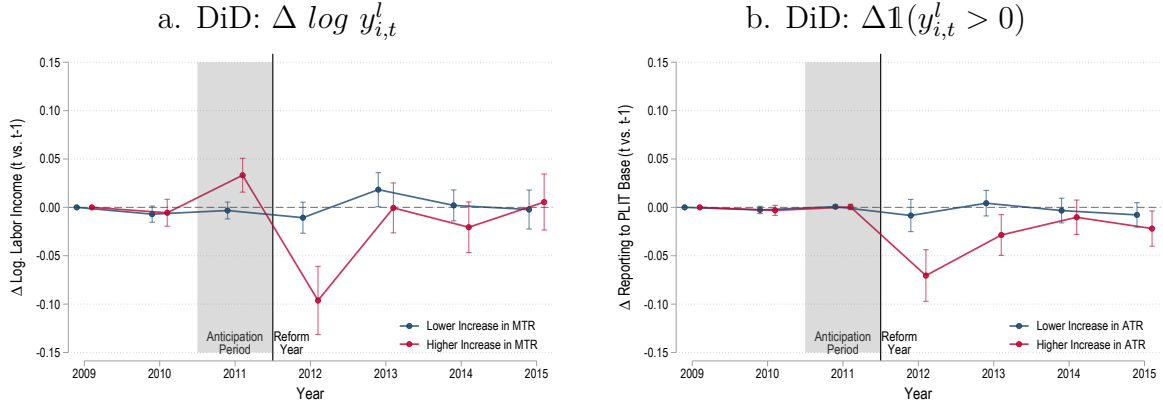 a. DiD: Δ log y^l_{i,t}
Δ Log. Labor Income (t vs. t-1)
0.15
0.10
0.05
0.00
-0.05
-0.10
-0.15
Anticipation
Period
Reform
Year
Lower Increase in MTR
Higher Increase in MTR
2009 2010 2011 2012 2013 2014 2015
Year
b. DiD: Δ𝟙(y^l_{i,t} > 0)
Δ Reporting to PLIT Base (t vs. t-1)
0.15
0.10
0.05
0.00
-0.05
-0.10
-0.15
Anticipation
Period
Reform
Year
Lower Increase in ATR
Higher Increase in ATR
2009 2010 2011 2012 2013 2014 2015
Year